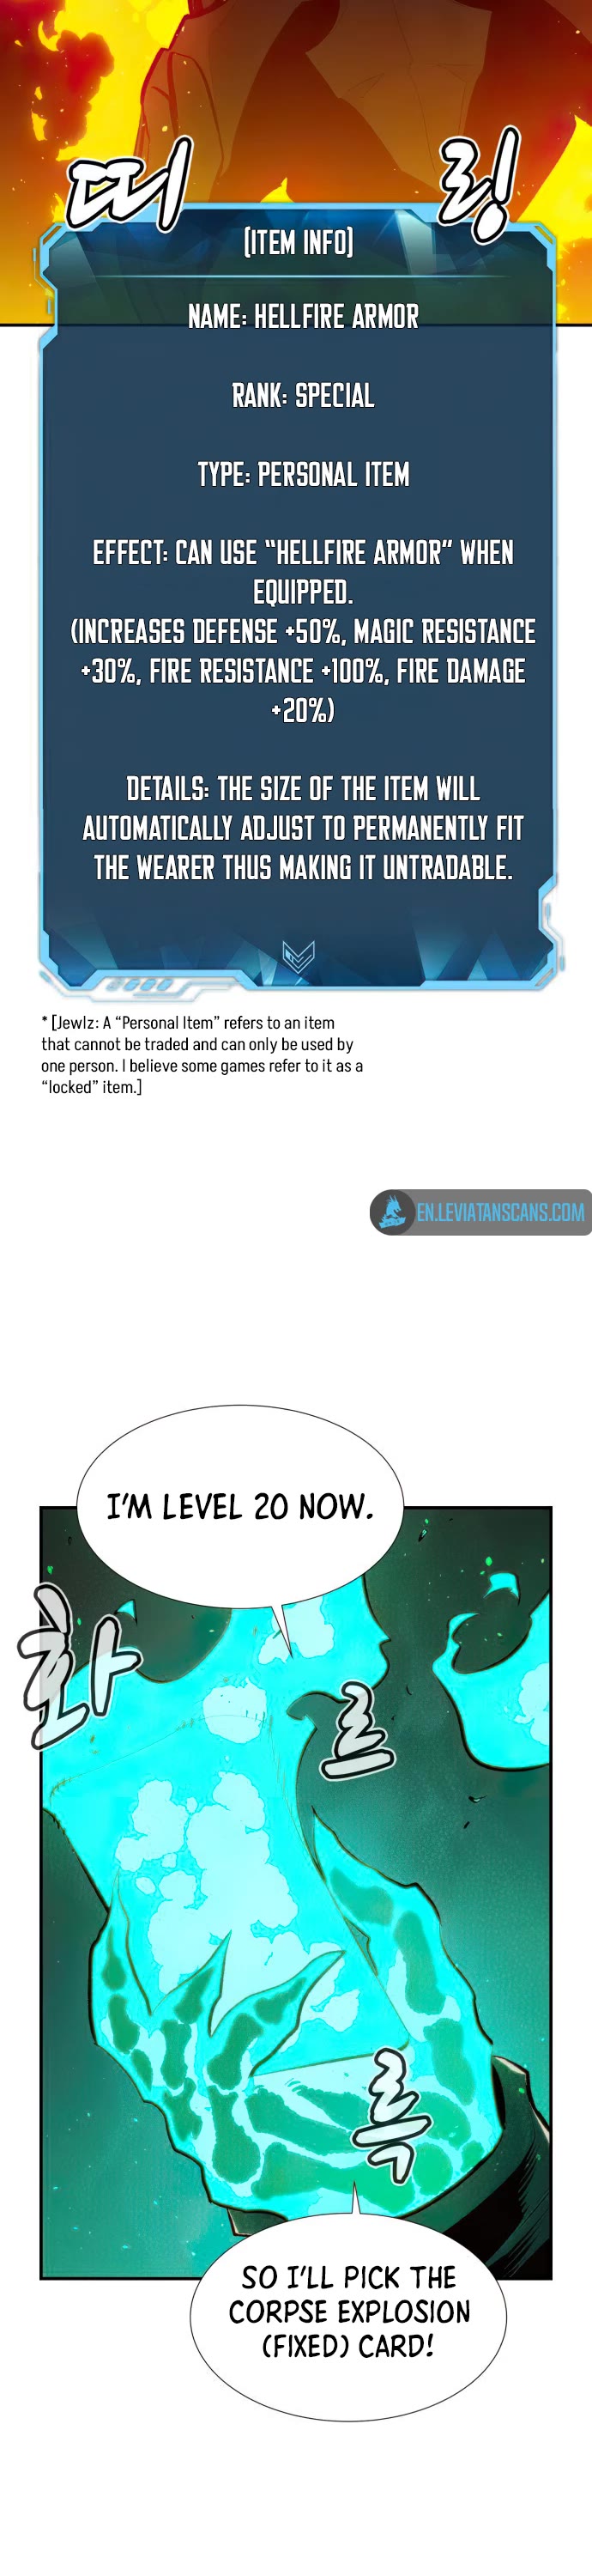 띠
링!
[ITEM INFO]
NAME: HELLFIRE ARMOR
RANK: SPECIAL
TYPE: PERSONAL ITEM
EFFECT: CAN USE “HELLFIRE ARMOR” WHEN
EQUIPPED.
(INCREASES DEFENSE +50%, MAGIC RESISTANCE
+30%, FIRE RESISTANCE +100%, FIRE DAMAGE
+20%)
DETAILS: THE SIZE OF THE ITEM WILL
AUTOMATICALLY ADJUST TO PERMANENTLY FIT
THE WEARER THUS MAKING IT UNTRADABLE.
* [Jewlz: A “Personal Item” refers to an item
that cannot be traded and can only be used by
one person. I believe some games refer to it as a
“locked” item.]
EN.LEVIATANSCANS.COM
I'M LEVEL 20 NOW.
화
르
륵
SO I'LL PICK THE
CORPSE EXPLOSION
(FIXED) CARD!